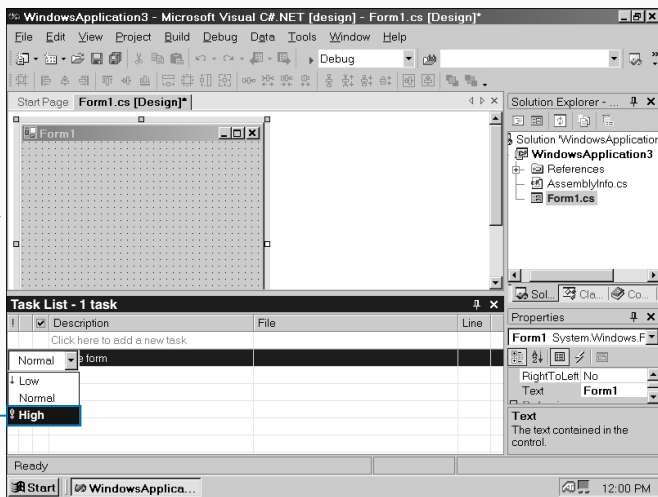 WindowsApplication3 - Microsoft Visual C#.NET [design] - Form1.cs [Design]*
File Edit View Project Build Debug Data Tools Window Help
Debug
Start Page Form1.cs [Design]*
Form1
Solution Explorer - ...
Solution 'WindowsApplication
WindowsApplication3
References
AssemblyInfo.cs
Form1.cs
Sol... Cla... Co...
Task List - 1 task
! Description File Line
Click here to add a new task
Normal e form
Low
Normal
High
Properties
Form1 System.Windows.F
RightToLeft No
Text Form1
Text
The text contained in the
control.
Ready
Start WindowsApplica... 12:00 PM